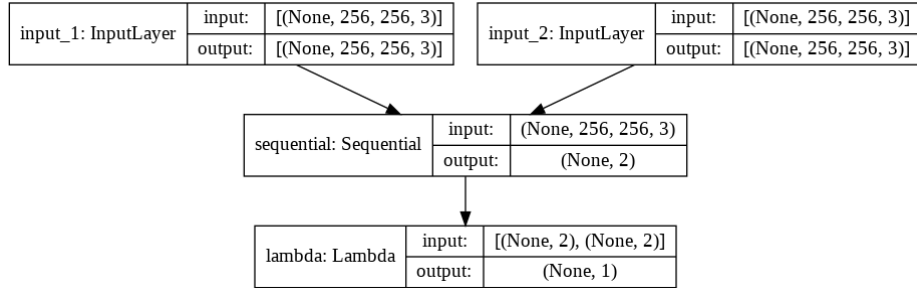 input_1: InputLayer
input: [(None, 256, 256, 3)]
output: [(None, 256, 256, 3)]
input_2: InputLayer
input: [(None, 256, 256, 3)]
output: [(None, 256, 256, 3)]
sequential: Sequential
input: (None, 256, 256, 3)
output: (None, 2)
lambda: Lambda
input: [(None, 2), (None, 2)]
output: (None, 1)